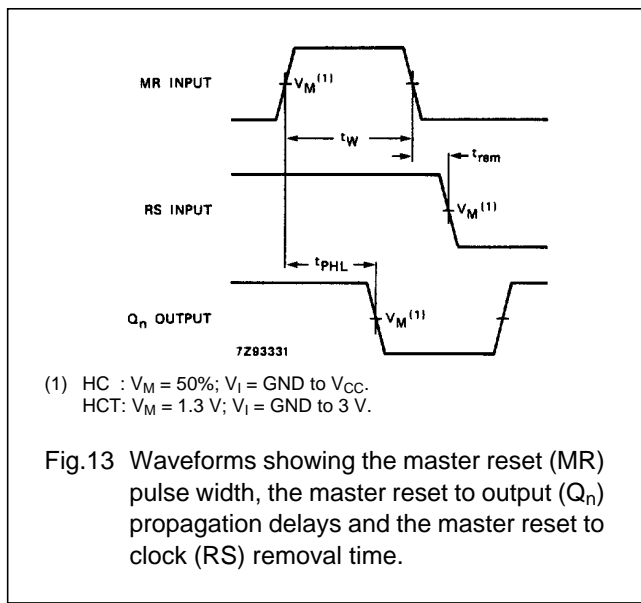 MR INPUT
V_M (1)
t_W
t_rem
RS INPUT
V_M (1)
t_PHL
Q_n OUTPUT
V_M (1)
7Z93331
(1) HC : V_M = 50%; V_I = GND to V_CC.
HCT: V_M = 1.3 V; V_I = GND to 3 V.
Fig.13 Waveforms showing the master reset (MR)
pulse width, the master reset to output (Q_n)
propagation delays and the master reset to
clock (RS) removal time.